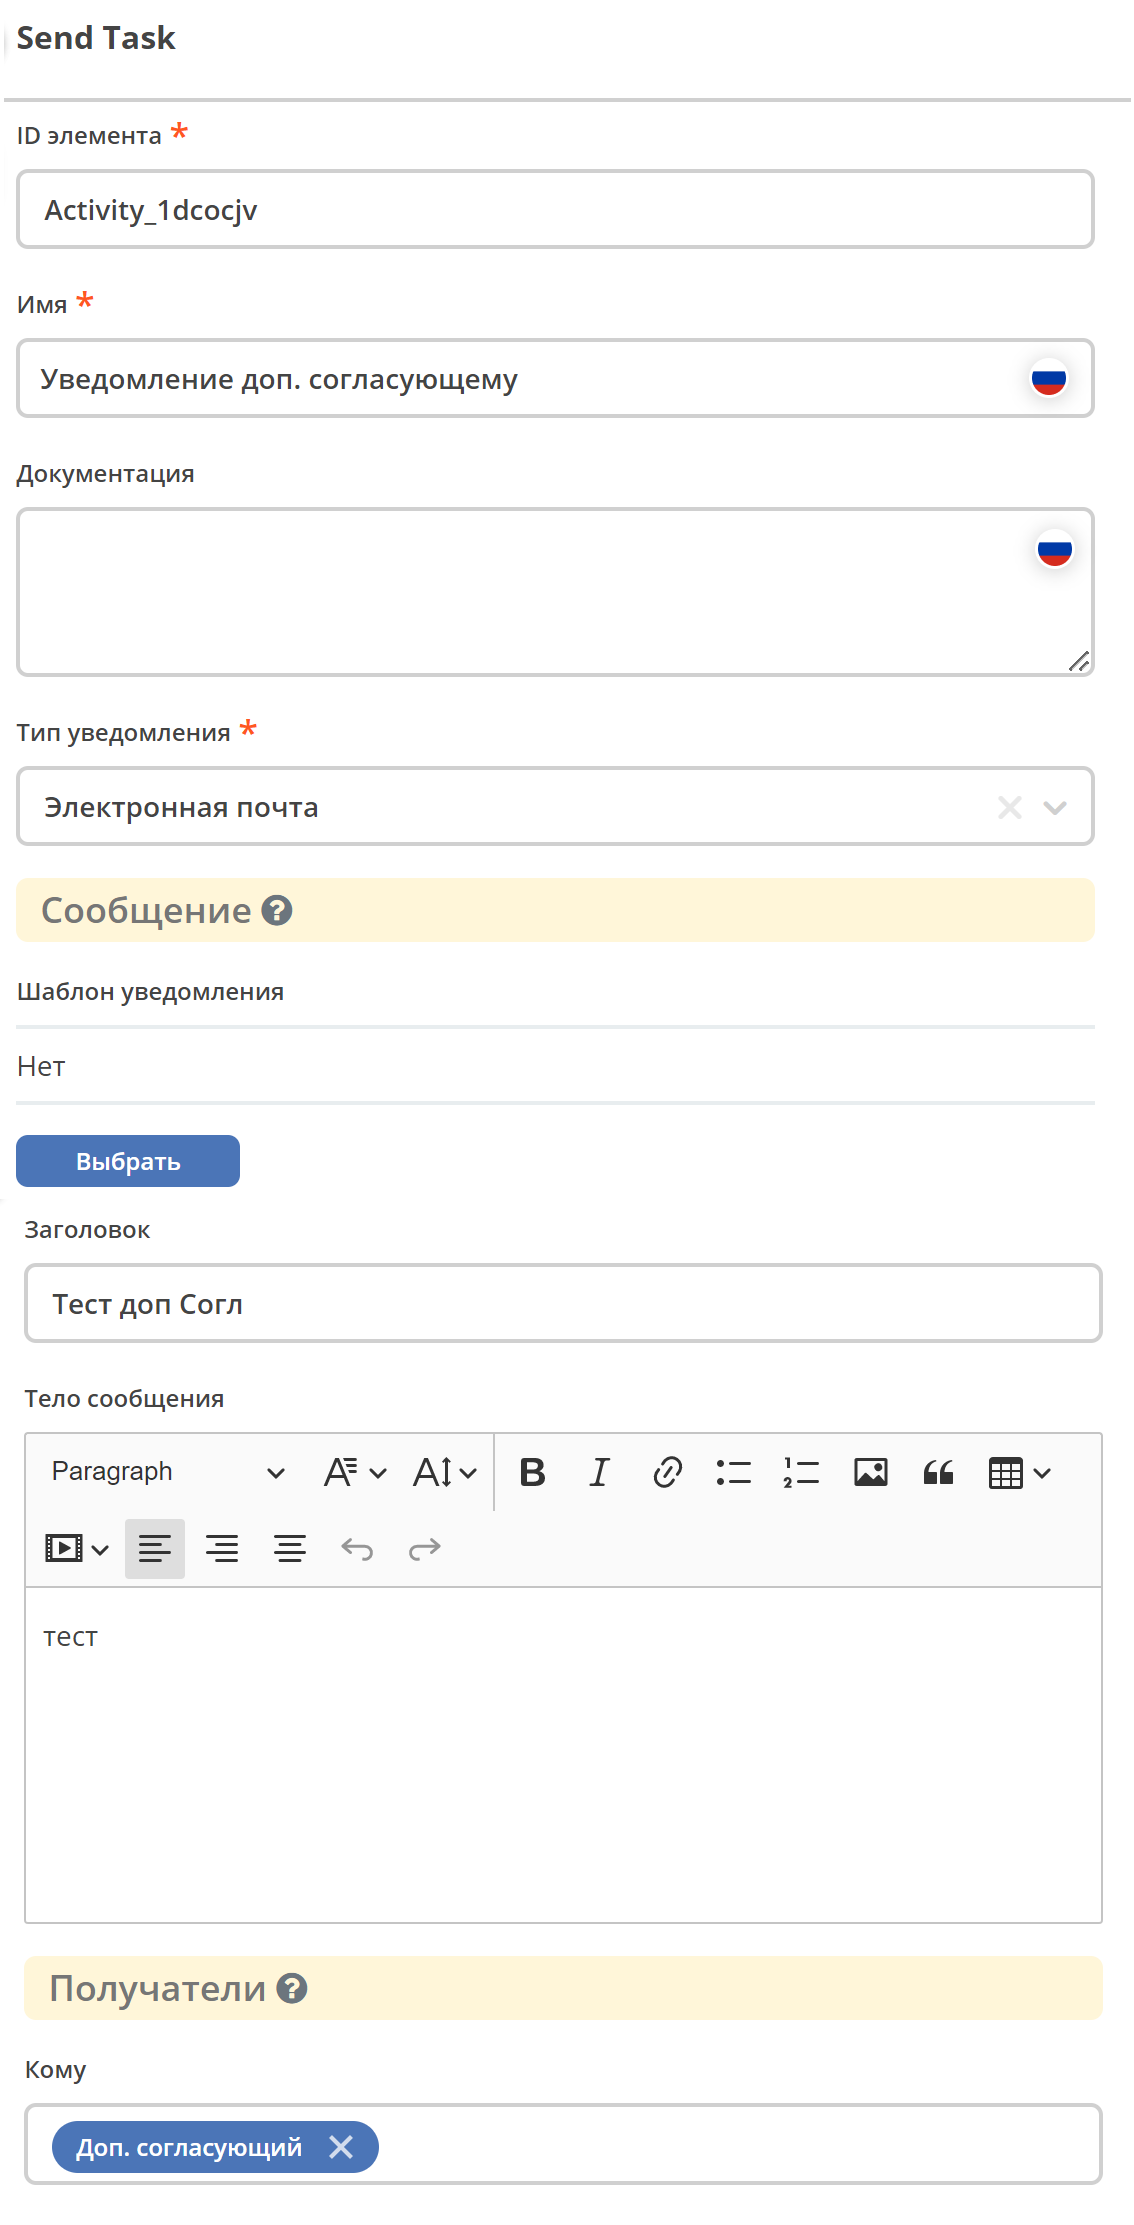 Send Task
ID элемента *
Activity_1dcocjv
Имя *
Уведомление доп. согласующему
Документация
Тип уведомления *
Электронная почта
Сообщение ?
Шаблон уведомления
Нет
Выбрать
Заголовок
Тест доп Согл
Тело сообщения
Paragraph
тест
Получатели ?
Кому
Доп. согласующий